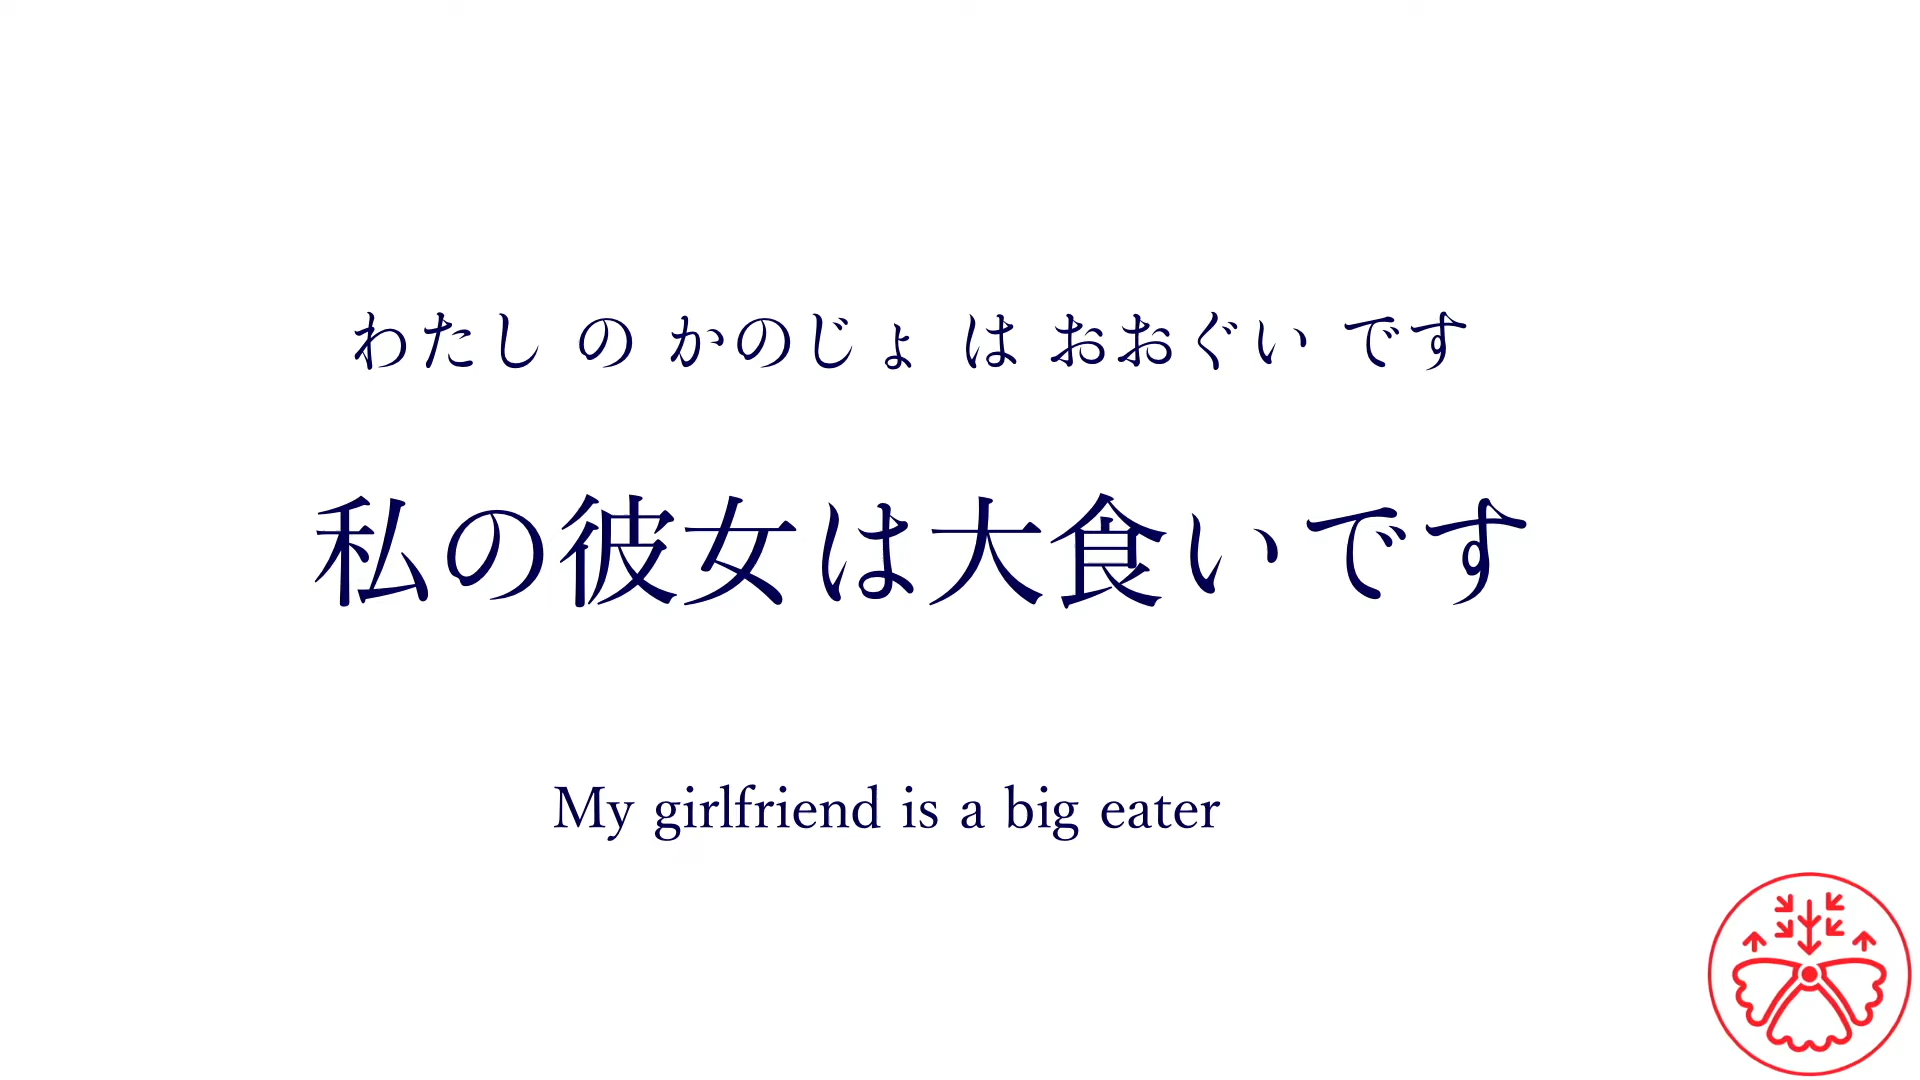 わたし の かのじょ は おおぐい です
私の彼女は大食いです
My girlfriend is a big eater